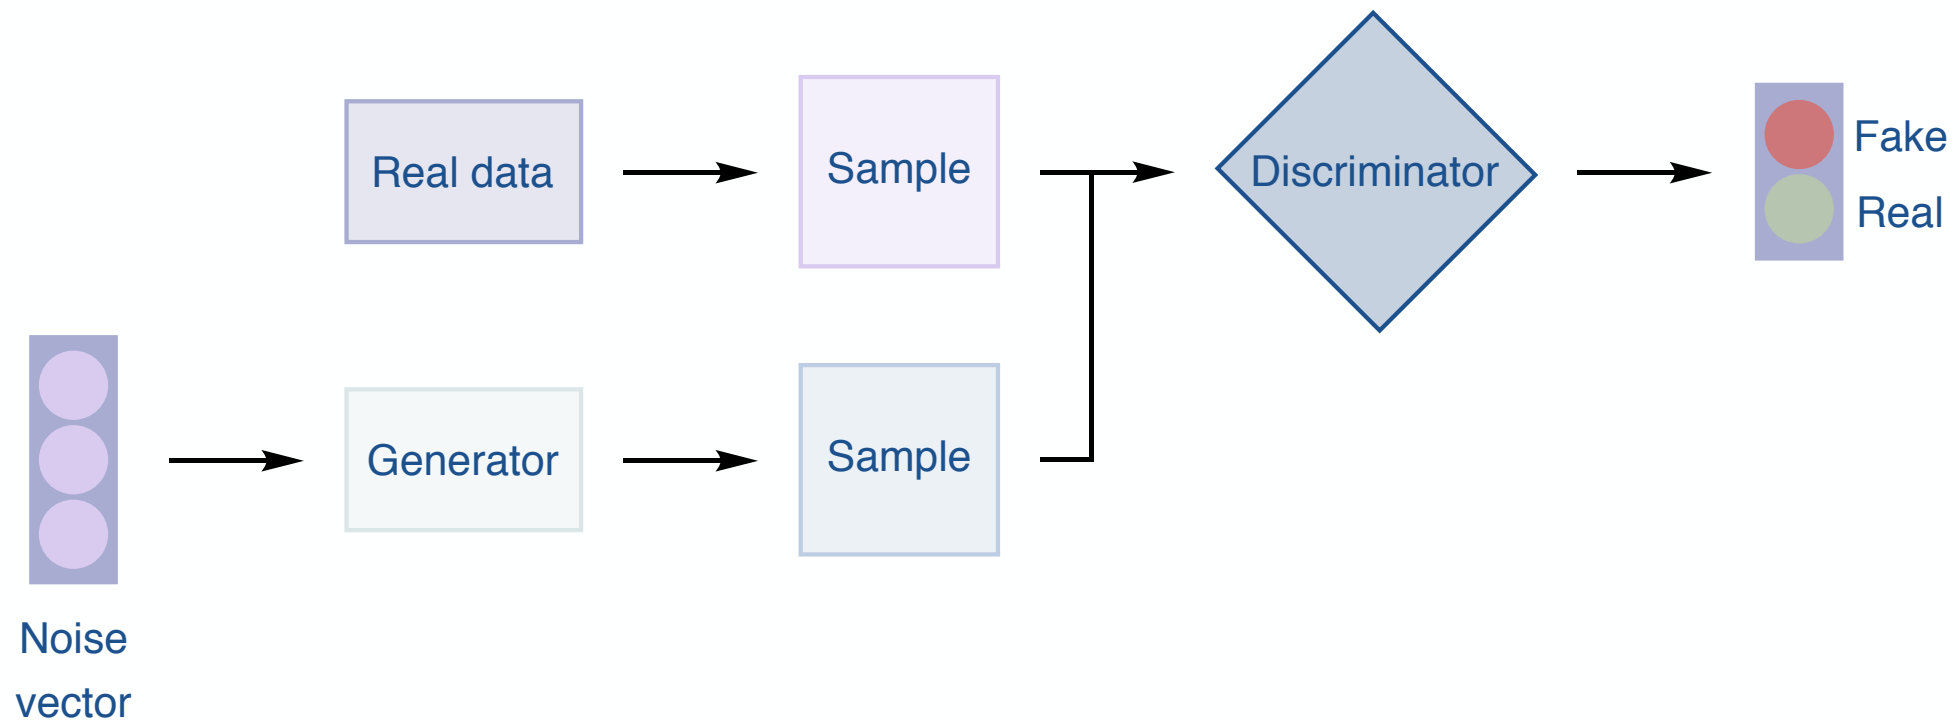 Real data
Sample
Discriminator
Fake
Real
Generator
Sample
Noise
vector